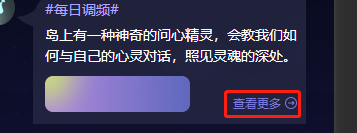 #每日调频#
岛上有一种神奇的问心精灵，会教我们如
何与自己的心灵对话，照见灵魂的深处。
查看更多